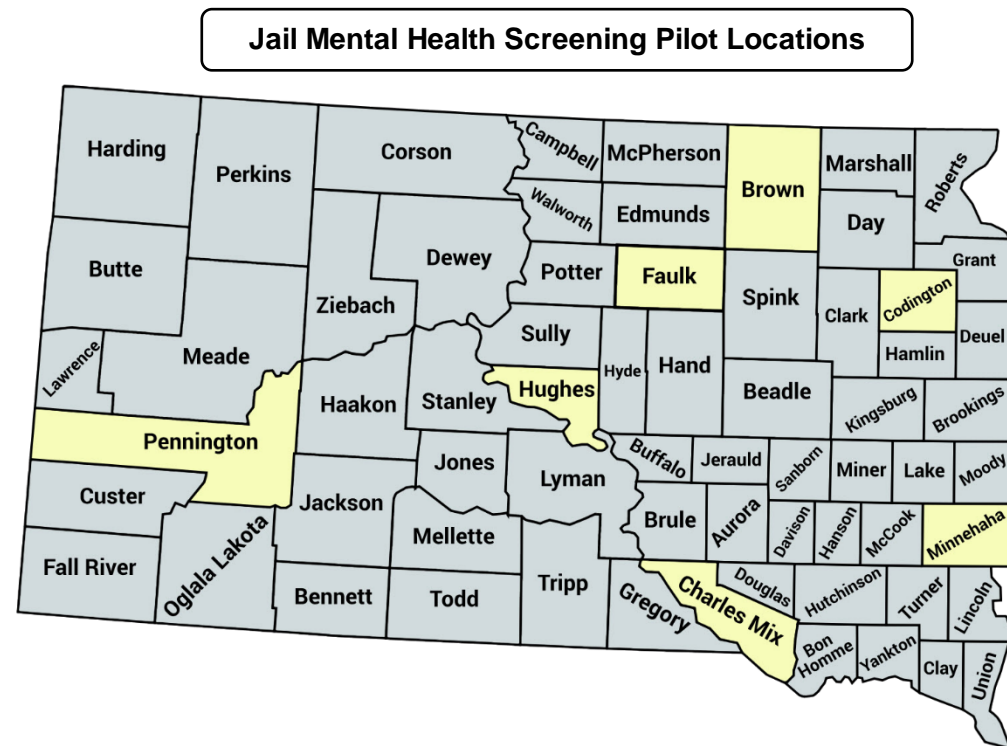 Jail Mental Health Screening Pilot Locations
Harding
Perkins
Corson
Campbell
McPherson
Brown
Marshall
Roberts
Walworth
Edmunds
Day
Butte
Dewey
Potter
Faulk
Spink
Grant
Codington
Ziebach
Clark
Sully
Deuel
Hamlin
Lawrence
Meade
Hyde
Hand
Haakon
Stanley
Hughes
Beadle
Kingsburg
Brookings
Pennington
Buffalo
Jerauld
Sanborn
Miner
Lake
Moody
Jones
Lyman
Custer
Jackson
Brule
Aurora
Davison
Hanson
McCook
Minnehaha
Mellette
Fall River
Oglala Lakota
Bennett
Todd
Tripp
Gregory
Charles Mix
Douglas
Hutchinson
Turner
Lincoln
Bon
Homme
Yankton
Clay
Union